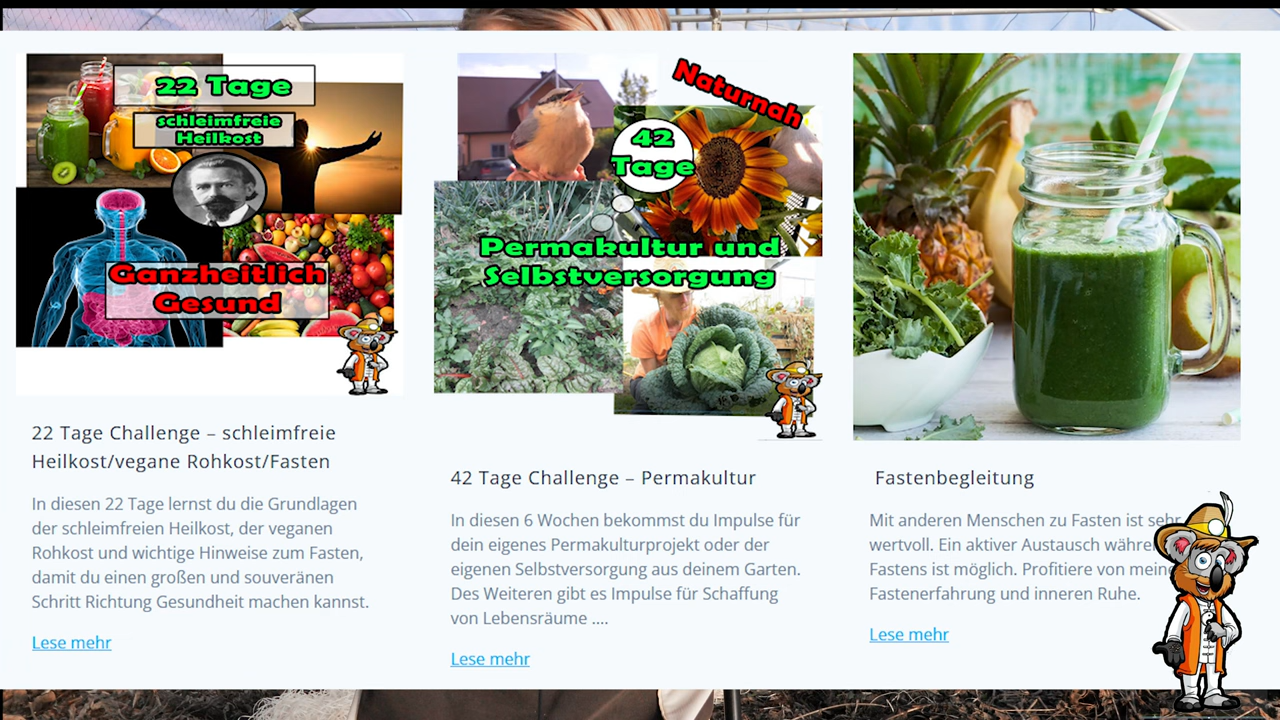 22 Tage
schleimfreie
Heilkost
Ganzheitlich
Gesund
22 Tage Challenge – schleimfreie
Heilkost/vegane Rohkost/Fasten
In diesen 22 Tage lernst du die Grundlagen
der schleimfreien Heilkost, der veganen
Rohkost und wichtige Hinweise zum Fasten,
damit du einen großen und souveränen
Schritt Richtung Gesundheit machen kannst.
Lese mehr
Naturnah
42
Tage
Permakultur und
Selbstversorgung
42 Tage Challenge – Permakultur
In diesen 6 Wochen bekommst du Impulse für
dein eigenes Permakulturprojekt oder der
eigenen Selbstversorgung aus deinem Garten.
Des Weiteren gibt es Impulse für Schaffung
von Lebensräume ....
Lese mehr
Fastenbegleitung
Mit anderen Menschen zu Fasten ist sehr
wertvoll. Ein aktiver Austausch
Fastens ist möglich. Profitiere von
Fastenerfahrung und inneren Ruhe.
Lese mehr